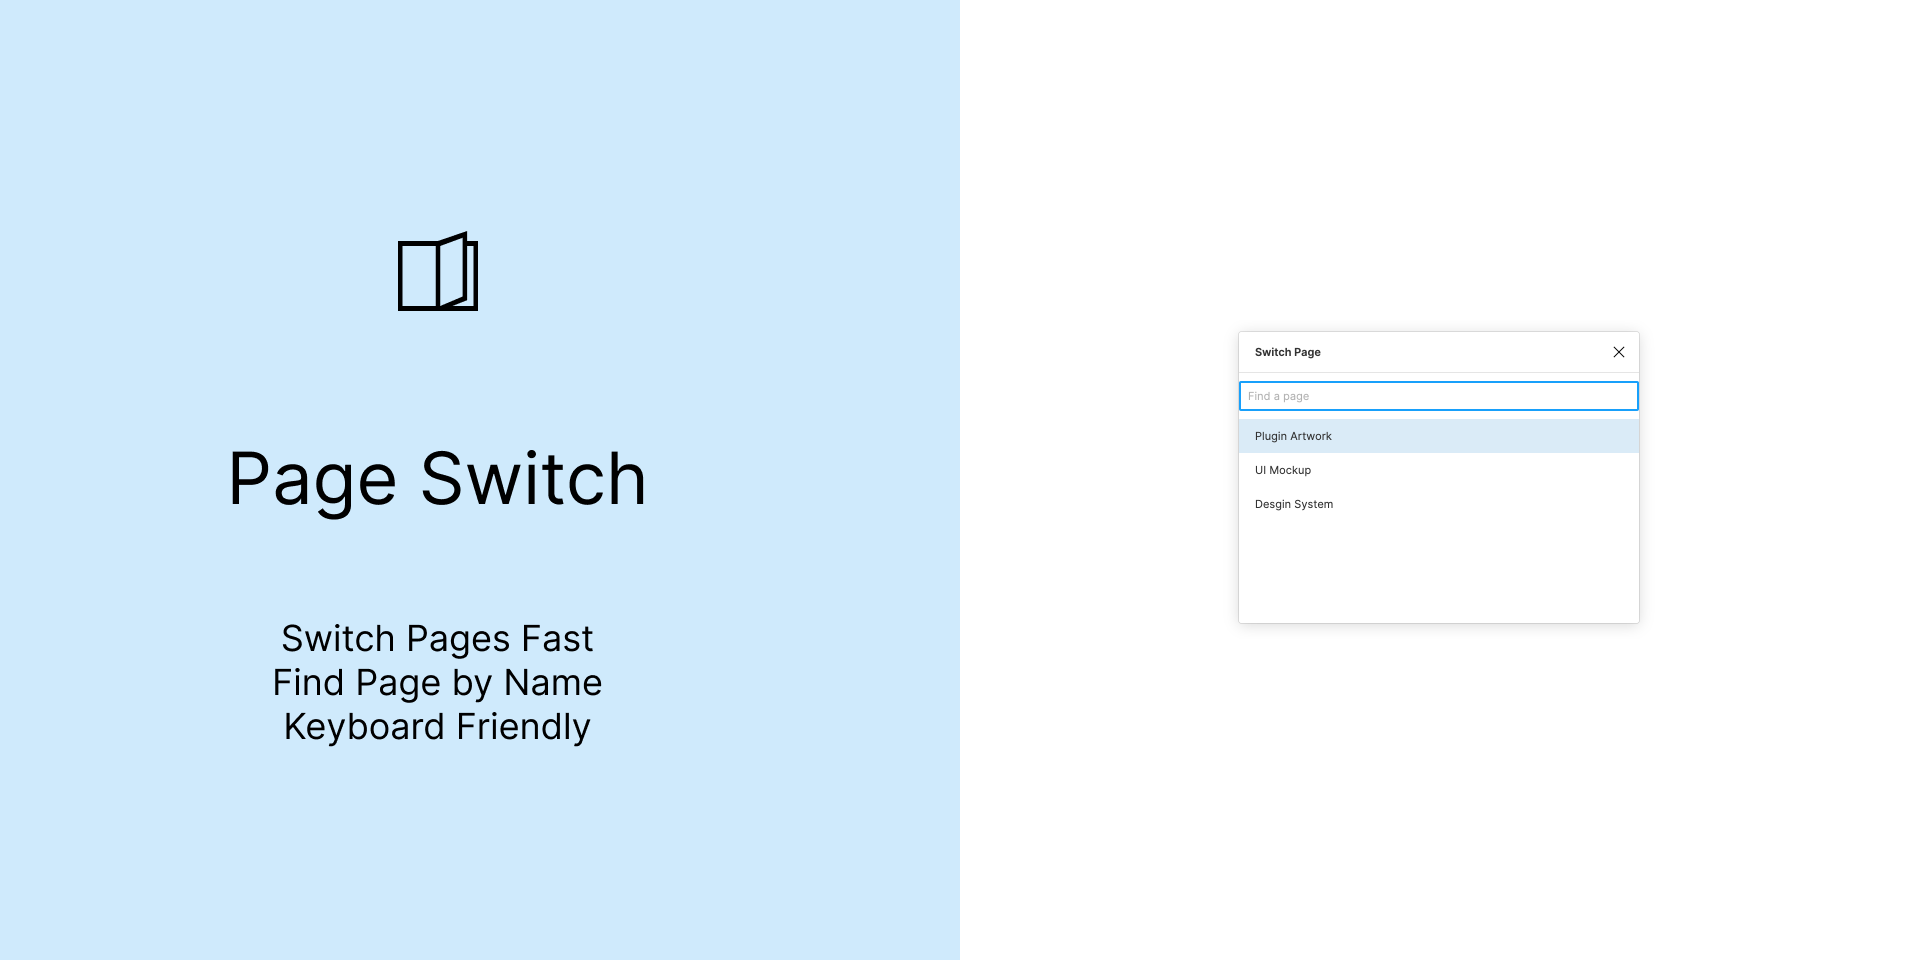 Page Switch
Switch Pages Fast
Find Page by Name
Keyboard Friendly
Switch Page
Find a page
Plugin Artwork
UI Mockup
Desgin System